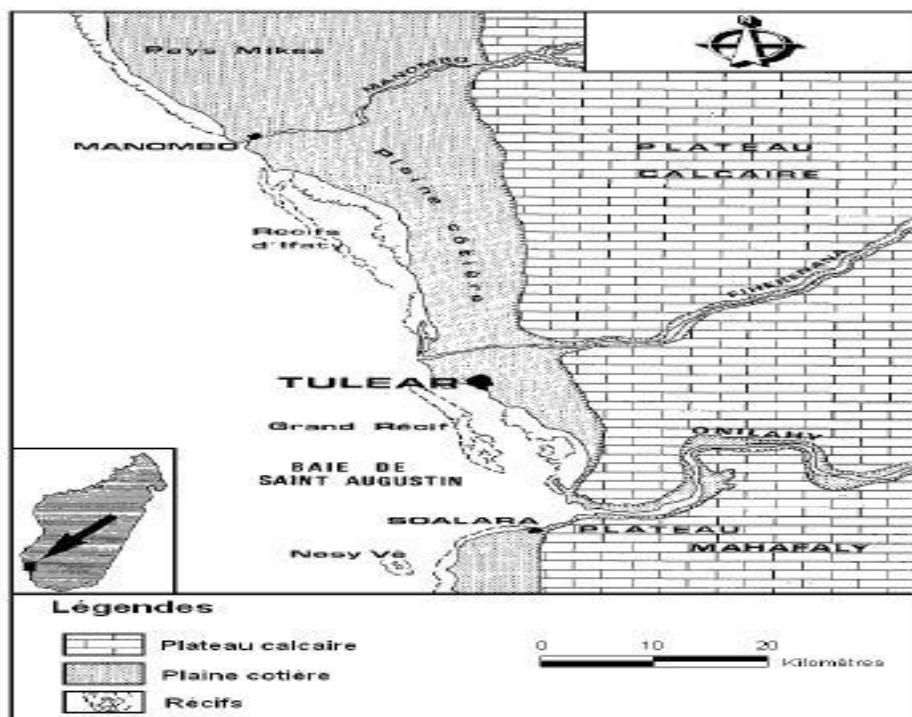 N
Pays Mikea
MANOMBO
MANOMBO
PLATEAU
CALCAIRE
Plaine côtière
Récifs
d'Ifaty
FIHERENANA
TULEAR
Grand Récif
ONILAHY
BAIE DE
SAINT AUGUSTIN
SOALARA
PLATEAU
MAHAFALY
Nosy Vé
Légendes
Plateau calcaire
Plaine cotière
Récifs
0 10 20
Kilomètres